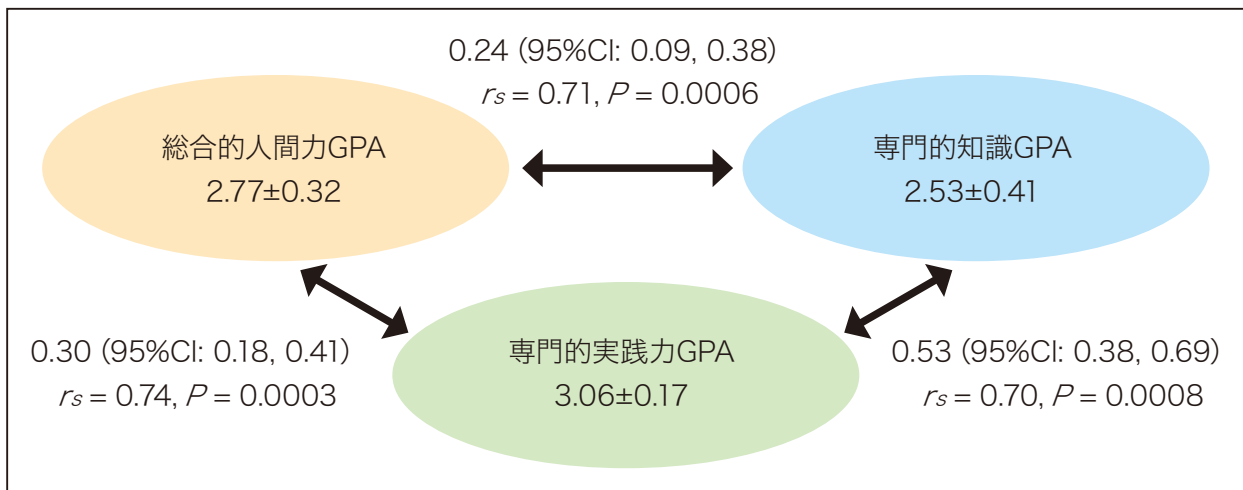 0.24 (95%CI: 0.09, 0.38)
rs = 0.71, P = 0.0006
総合的人間力GPA
2.77±0.32
専門的知識GPA
2.53±0.41
0.30 (95%CI: 0.18, 0.41)
rs = 0.74, P = 0.0003
専門的実践力GPA
3.06±0.17
0.53 (95%CI: 0.38, 0.69)
rs = 0.70, P = 0.0008